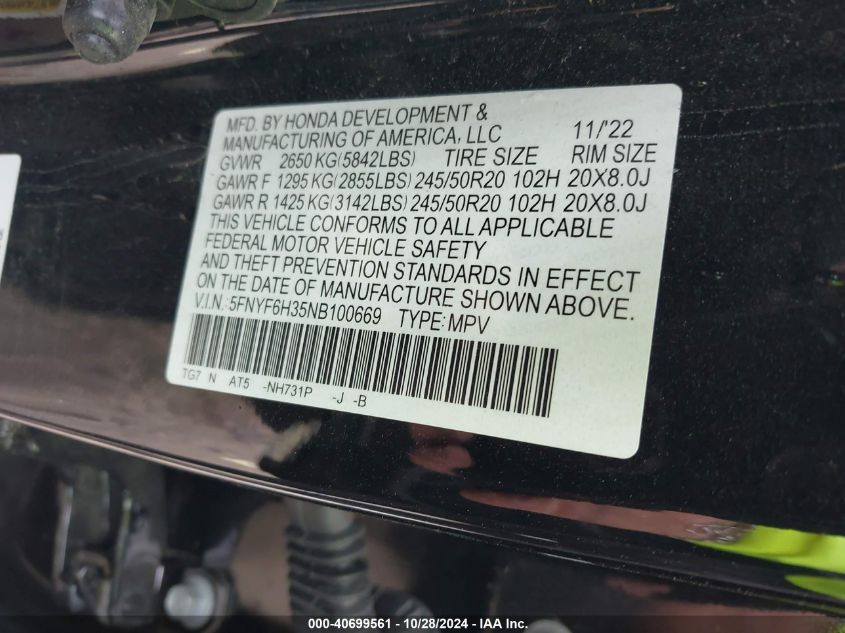 MFD. BY HONDA DEVELOPMENT &
MANUFACTURING OF AMERICA, LLC 11/'22
GVWR 2650 KG(5842LBS) TIRE SIZE RIM SIZE
GAWR F 1295 KG(2855LBS) 245/50R20 102H 20X8.0J
GAWR R 1425 KG(3142LBS) 245/50R20 102H 20X8.0J
THIS VEHICLE CONFORMS TO ALL APPLICABLE
FEDERAL MOTOR VEHICLE SAFETY
AND THEFT PREVENTION STANDARDS IN EFFECT
ON THE DATE OF MANUFACTURE SHOWN ABOVE.
V.I.N.: 5FNYF6H35NB100669 TYPE: MPV
TG7 N AT5 -NH731P -J -B
000-40699561 / 10/28/2024 / IAA Inc.